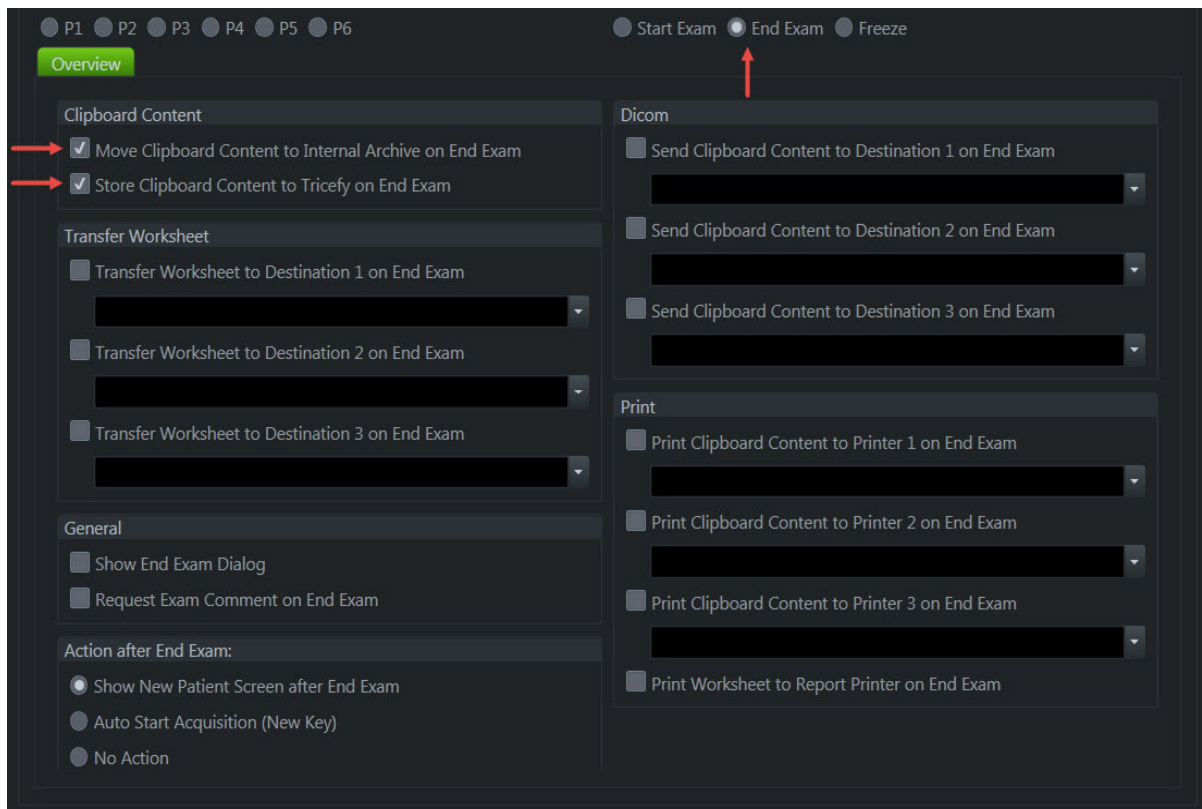 P1 P2 P3 P4 P5 P6
Start Exam End Exam Freeze
Overview
Clipboard Content
Move Clipboard Content to Internal Archive on End Exam
Store Clipboard Content to Tricefy on End Exam
Transfer Worksheet
Transfer Worksheet to Destination 1 on End Exam
Transfer Worksheet to Destination 2 on End Exam
Transfer Worksheet to Destination 3 on End Exam
General
Show End Exam Dialog
Request Exam Comment on End Exam
Action after End Exam:
Show New Patient Screen after End Exam
Auto Start Acquisition (New Key)
No Action
Dicom
Send Clipboard Content to Destination 1 on End Exam
Send Clipboard Content to Destination 2 on End Exam
Send Clipboard Content to Destination 3 on End Exam
Print
Print Clipboard Content to Printer 1 on End Exam
Print Clipboard Content to Printer 2 on End Exam
Print Clipboard Content to Printer 3 on End Exam
Print Worksheet to Report Printer on End Exam